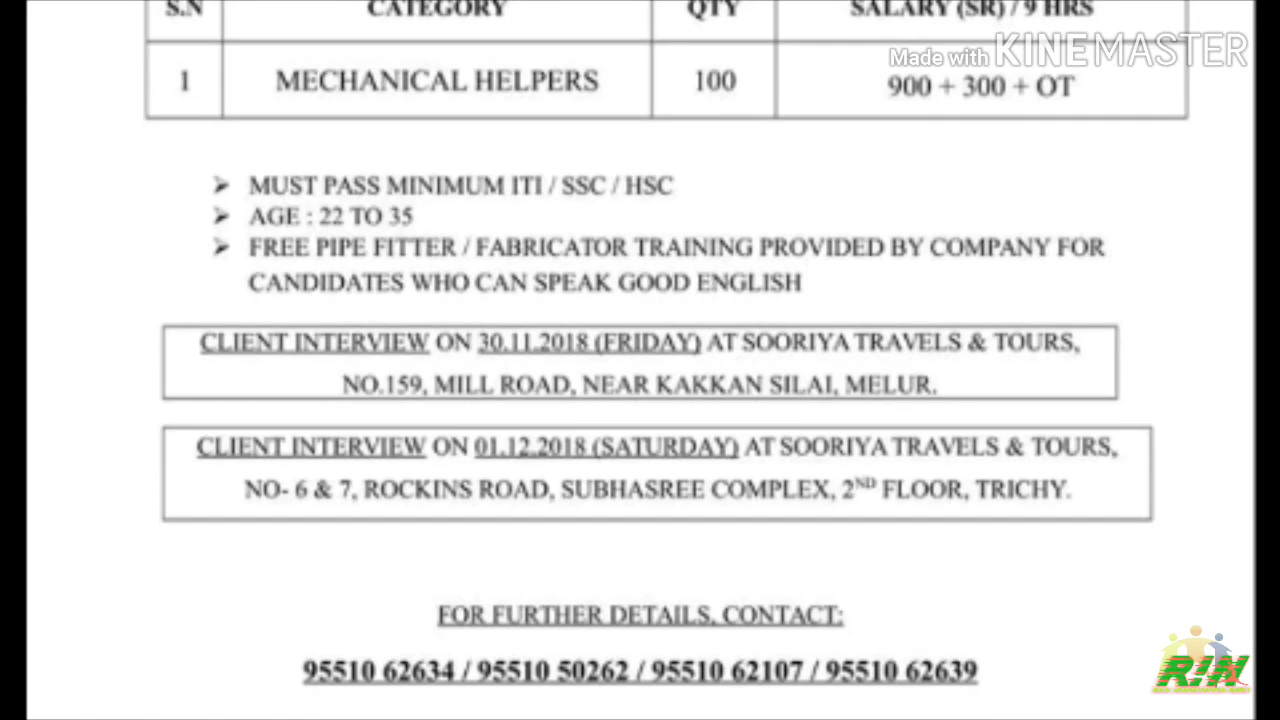 S.N CATEGORY QTY SALARY (SR) / 9 HRS
Made with KINEMASTER
1 MECHANICAL HELPERS 100 900 + 300 + OT
➢ MUST PASS MINIMUM ITI / SSC / HSC
➢ AGE : 22 TO 35
➢ FREE PIPE FITTER / FABRICATOR TRAINING PROVIDED BY COMPANY FOR
CANDIDATES WHO CAN SPEAK GOOD ENGLISH
CLIENT INTERVIEW ON 30.11.2018 (FRIDAY) AT SOORIYA TRAVELS & TOURS,
NO.159, MILL ROAD, NEAR KAKKAN SILAI, MELUR.
CLIENT INTERVIEW ON 01.12.2018 (SATURDAY) AT SOORIYA TRAVELS & TOURS,
NO- 6 & 7, ROCKINS ROAD, SUBHASREE COMPLEX, 2ND FLOOR, TRICHY.
FOR FURTHER DETAILS, CONTACT:
95510 62634 / 95510 50262 / 95510 62107 / 95510 62639
RIN